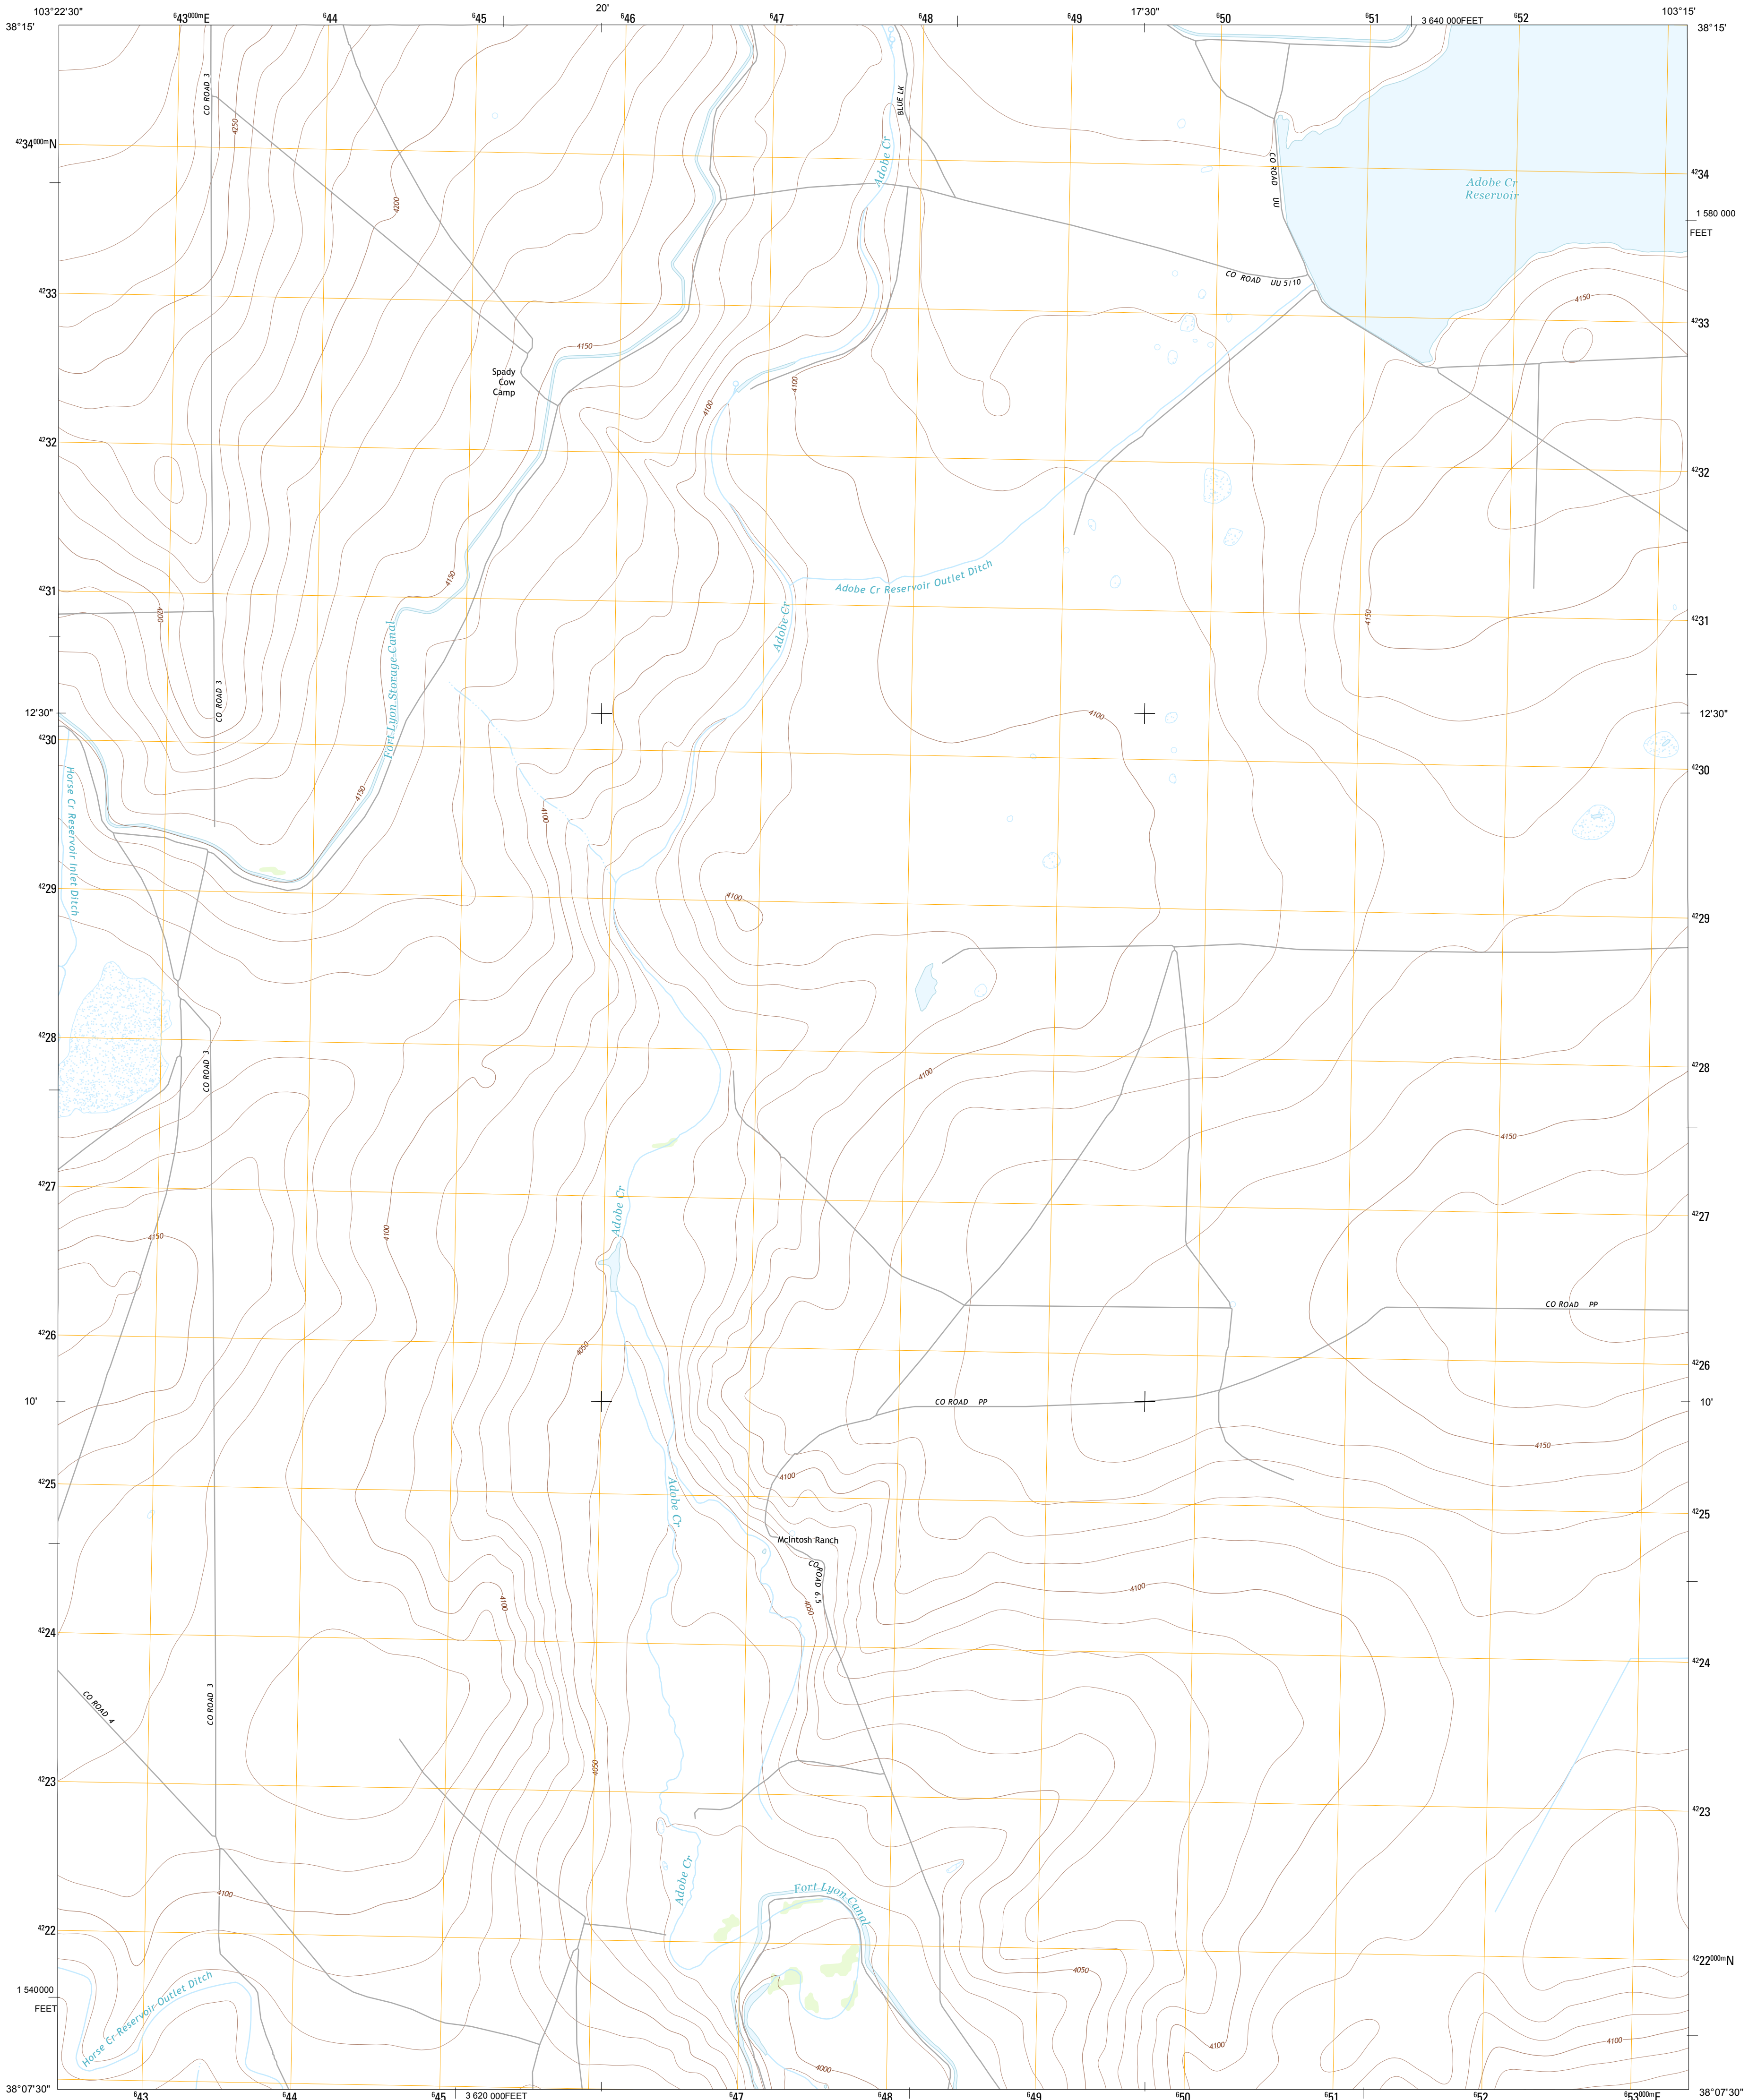 103°22'30"
⁶43⁰⁰⁰ᵐE
⁶44
⁶45
20'
⁶46
⁶47
⁶48
⁶49
17'30"
⁶50
⁶51
3 640 000FEET
⁶52
103°15'
38°15'
38°15'
CO ROAD 3
4250
BLUE LK
⁴²34⁰⁰⁰ᵐN
Adobe Cr
CO ROAD UU
⁴²34
Adobe Cr
Reservoir
4200
1 580 000
FEET
⁴²33
CO ROAD UU 5/10
4150
⁴²33
4150
Spady
Cow
Camp
4100
4100
⁴²32
⁴²32
4150
⁴²31
Adobe Cr Reservoir Outlet Ditch
4200
Adobe Cr
4150
⁴²31
Fort Lyon Storage Canal
CO ROAD 3
12'30"
4100
12'30"
⁴²30
⁴²30
Horse Cr Reservoir Inlet Ditch
4150
4100
⁴²29
4100
⁴²29
⁴²28
CO ROAD 3
4100
⁴²28
4150
⁴²27
Adobe Cr
⁴²27
4100
4150
CO ROAD PP
⁴²26
4050
⁴²26
10'
CO ROAD PP
10'
4150
⁴²25
4100
Adobe Cr
⁴²25
McIntosh Ranch
CO ROAD 6.5
4100
4100
4050
⁴²24
⁴²24
CO ROAD 4
CO ROAD 3
4050
⁴²23
⁴²23
Adobe Cr
4100
Fort Lyon Canal
⁴²22
⁴²22⁰⁰⁰ᵐN
4050
Horse Cr Reservoir Outlet Ditch
1 540000
FEET
4100
4100
4000
38°07'30"
⁶43
⁶44
⁶45
3 620 000FEET
⁶47
⁶48
⁶49
⁶50
⁶51
⁶52
⁶53⁰⁰⁰ᵐE
38°07'30"